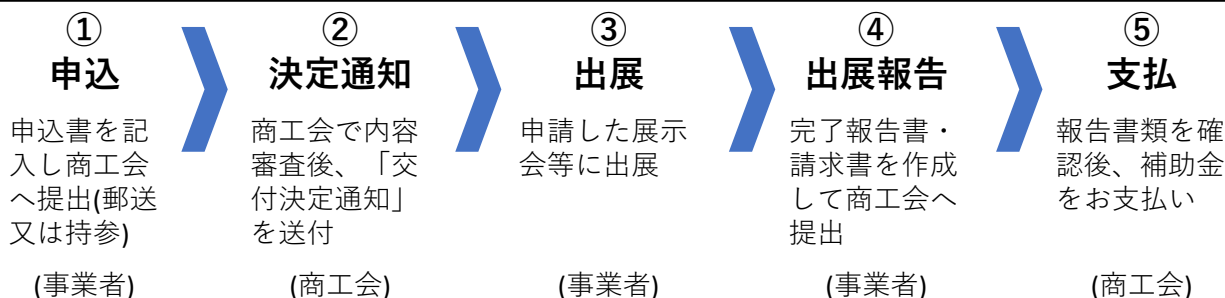 ①
申込
申込書を記
入し商工会
へ提出(郵送
又は持参)
(事業者)
②
決定通知
商工会で内容
審査後、「交
付決定通知」
を送付
(商工会)
③
出展
申請した展示
会等に出展
(事業者)
④
出展報告
完了報告書・
請求書を作成
して商工会へ
提出
(事業者)
⑤
支払
報告書類を確
認後、補助金
をお支払い
(商工会)